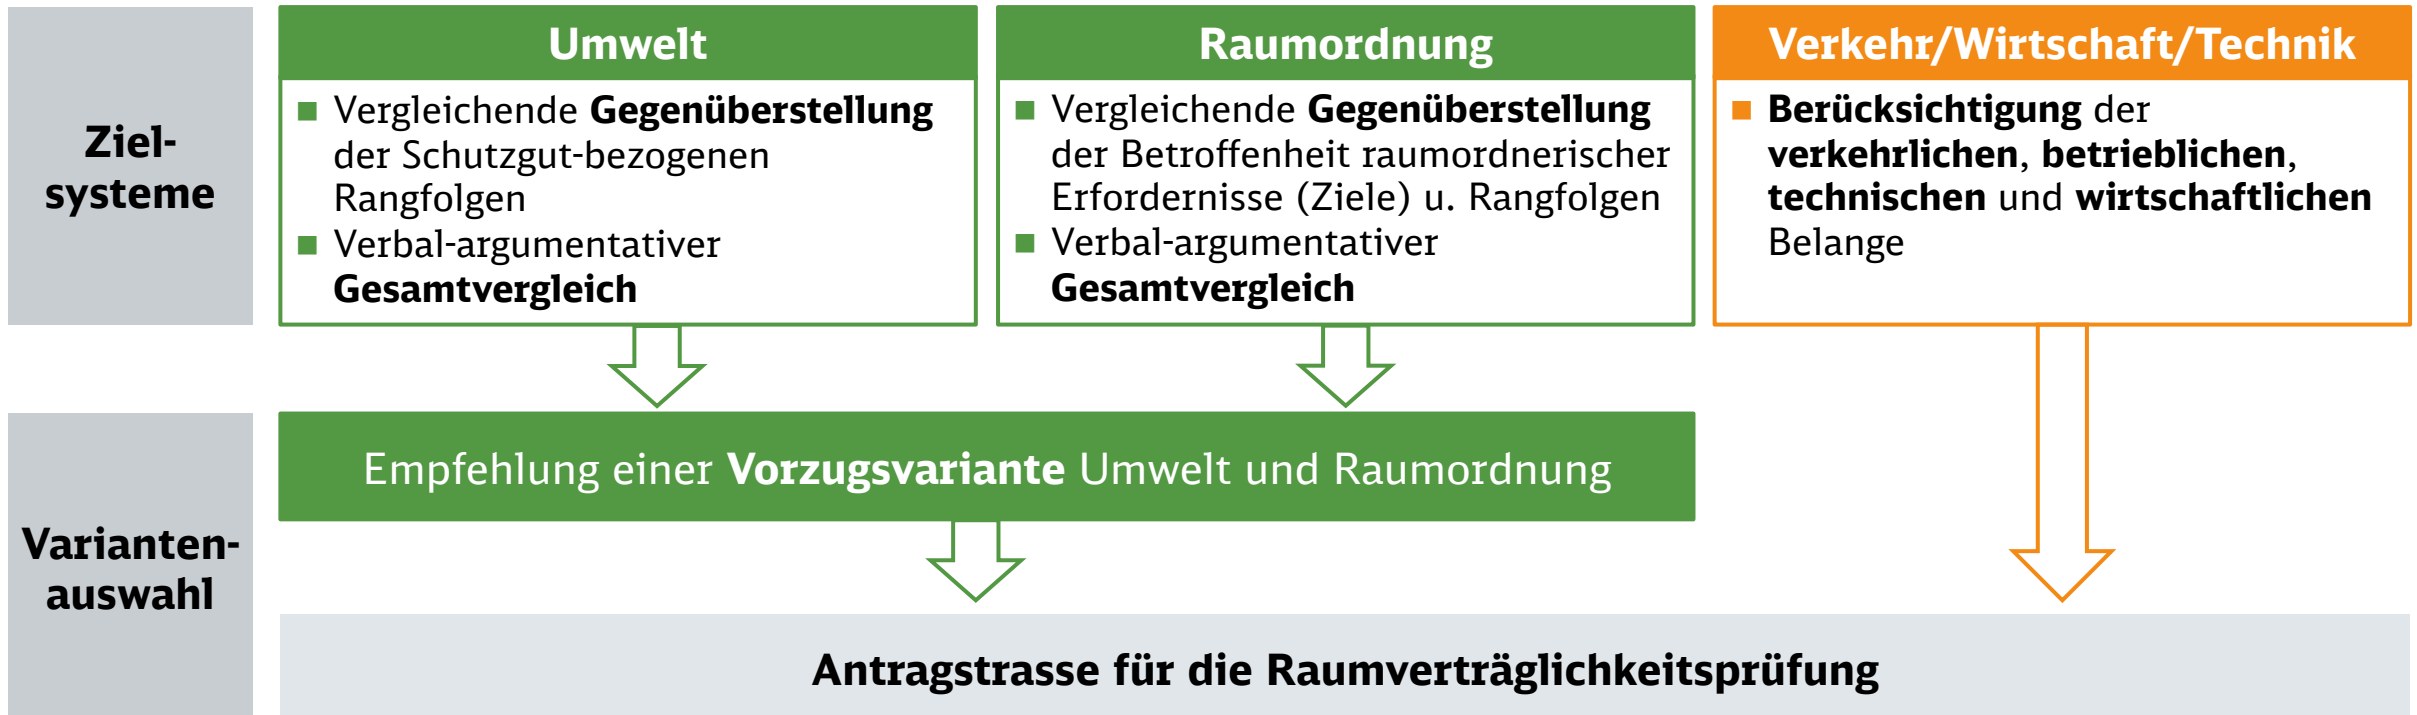 Ziel-
systeme
Umwelt
Vergleichende Gegenüberstellung
der Schutzgut-bezogenen
Rangfolgen
Verbal-argumentativer
Gesamtvergleich
Raumordnung
Vergleichende Gegenüberstellung
der Betroffenheit raumordnerischer
Erfordernisse (Ziele) u. Rangfolgen
Verbal-argumentativer
Gesamtvergleich
Verkehr/Wirtschaft/Technik
Berücksichtigung der
verkehrlichen, betrieblichen,
technischen und wirtschaftlichen
Belange
Varianten-
auswahl
Empfehlung einer Vorzugsvariante Umwelt und Raumordnung
Antragstrasse für die Raumverträglichkeitsprüfung